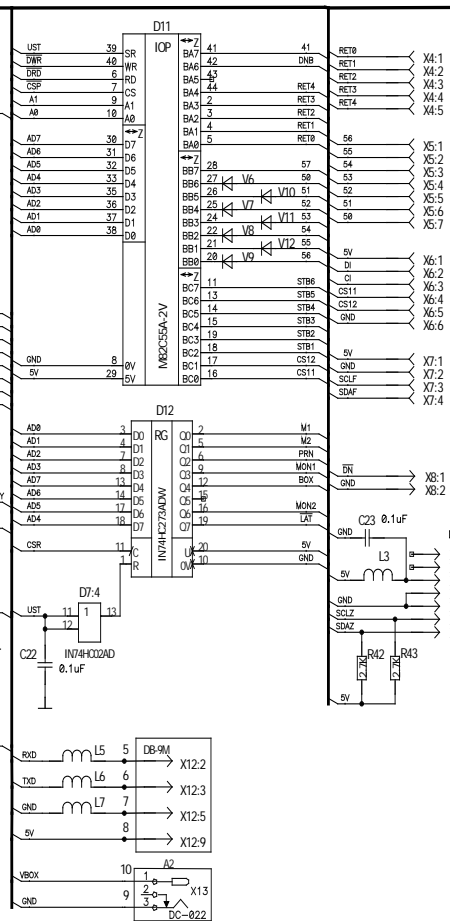 D11
IOP
MB2C55A-2V
UST 39 SR
DWR 40 WR
DRD 6 RD
CSP 7 CS
A1 9 A1
A0 10 A0
Z
AD7 30 D7
AD6 31 D6
AD5 32 D5
AD4 33 D4
AD3 35 D3
AD2 36 D2
AD1 37 D1
AD0 38 D0
GND 8 0V
5V 29 5V
Z
BA7 41 41
BA6 42 DNB
BA5 43
BA4 44 RET4
BA3 2 RET3
BA2 3 RET2
BA1 4 RET1
BA0 5 RET0
Z
BB7 28 57
BB6 27 V6 50
BB5 26 V10 51
BB4 25 V7 52
BB3 24 V11 53
BB2 22 V8 54
BB1 21 V12 55
BB0 20 V9 56
Z
BC7 11 STB6
BC6 13 STB5
BC5 14 STB4
BC4 15 STB3
BC3 19 STB2
BC2 18 STB1
BC1 17 CS12
BC0 16 CS11
RET0 X4:1
RET1 X4:2
RET2 X4:3
RET3 X4:4
RET4 X4:5
56 X5:1
55 X5:2
54 X5:3
53 X5:4
52 X5:5
51 X5:6
50 X5:7
5V X6:1
DI X6:2
CI X6:3
CS11 X6:4
CS12 X6:5
GND X6:6
5V X7:1
GND X7:2
SCLF X7:3
SDAF X7:4
D12
RG
IN74HC273ADW
AD0 3 D0
AD1 4 D1
AD2 7 D2
AD3 8 D3
AD7 13 D4
AD6 14 D5
AD5 17 D6
AD4 18 D7
CSR 11 C
1 R
Q0 2 M1
Q1 5 M2
Q2 6 PRN
Q3 9 MON1
Q4 12 BOX
Q5 15
Q6 16 MON2
Q7 19 LAT
U 20 5V
0V 10 GND
DN X8:1
GND X8:2
GND C23 0.1uF
5V L3
GND
SCLZ
SDAZ
R42 2.7K
R43 2.7K
5V
D7:4
UST 11 1 13
12
IN74HC02AD
C22 0.1uF
Y
DB-9M
RXD L5 5 X12:2
TXD L6 6 X12:3
GND L7 7 X12:5
5V 8 X12:9
A2
VBOX 10 1
2 X13
GND 9 3
DC-022